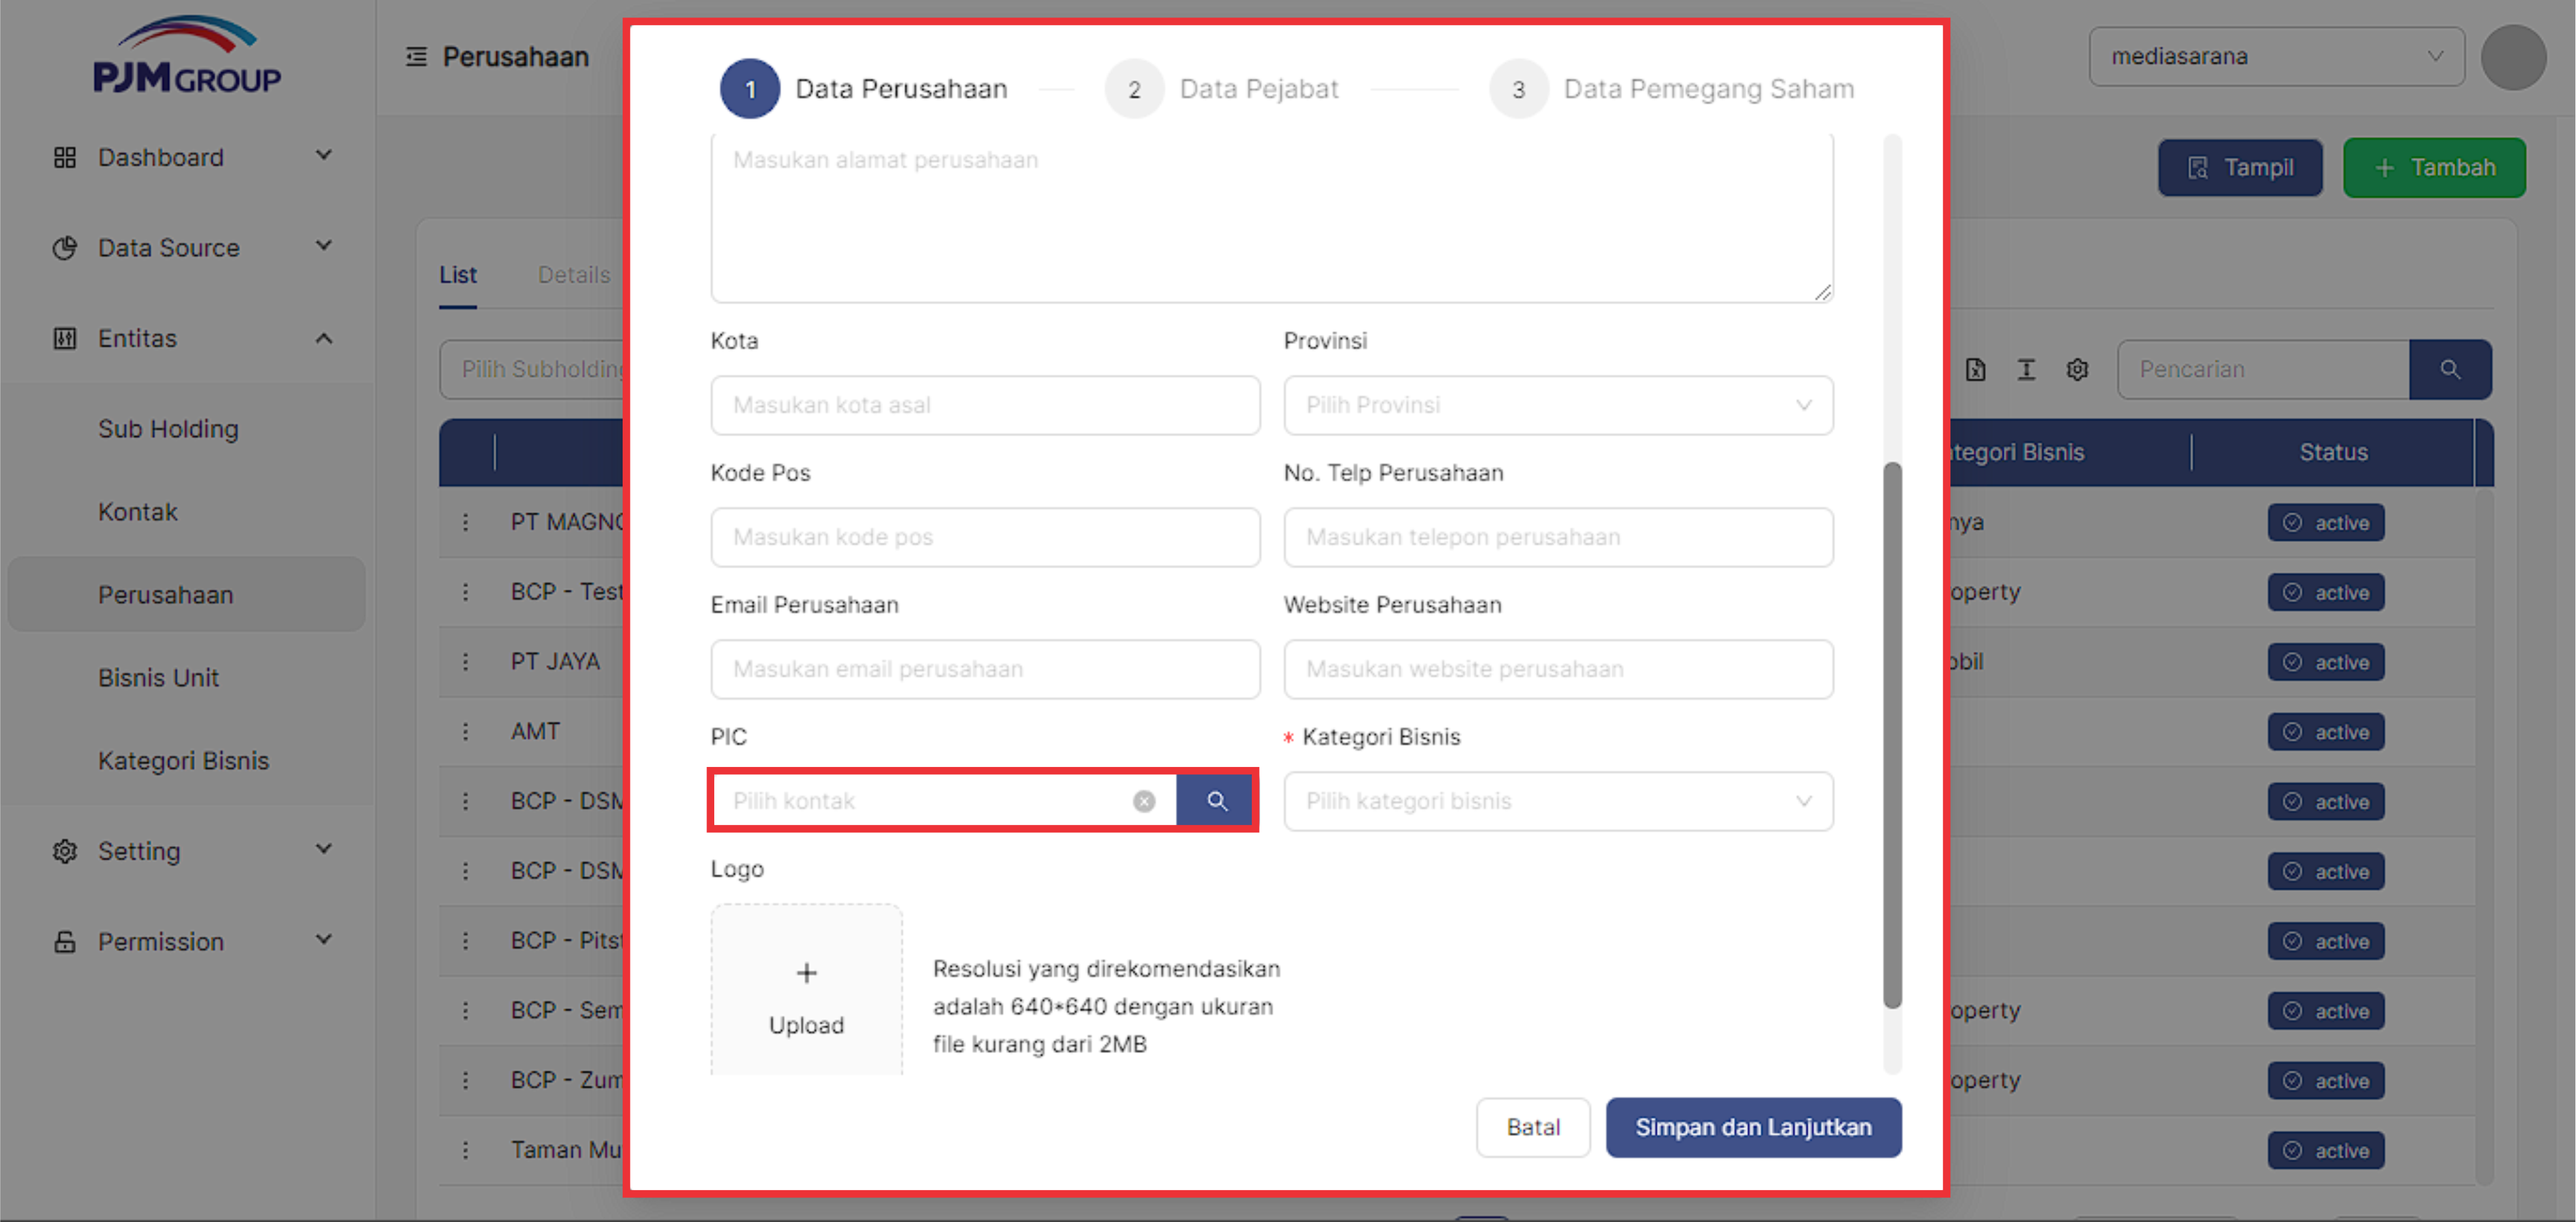 PJM GROUP
Perusahaan
mediasarana
Dashboard
Data Source
Entitas
Sub Holding
Kontak
Perusahaan
Bisnis Unit
Kategori Bisnis
Setting
Permission
Tampil
+ Tambah
List
Details
Pilih Subholding
Pencarian
tegori Bisnis
Status
PT MAGNO
nya
active
BCP - Test
operty
active
PT JAYA
obil
active
AMT
active
BCP - DSM
active
BCP - DSM
active
BCP - Pitst
active
BCP - Sem
operty
active
BCP - Zum
operty
active
Taman Mu
active
1 Data Perusahaan
2 Data Pejabat
3 Data Pemegang Saham
Masukan alamat perusahaan
Kota
Provinsi
Masukan kota asal
Pilih Provinsi
Kode Pos
No. Telp Perusahaan
Masukan kode pos
Masukan telepon perusahaan
Email Perusahaan
Website Perusahaan
Masukan email perusahaan
Masukan website perusahaan
PIC
* Kategori Bisnis
Pilih kontak
Pilih kategori bisnis
Logo
+
Upload
Resolusi yang direkomendasikan
adalah 640*640 dengan ukuran
file kurang dari 2MB
Batal
Simpan dan Lanjutkan